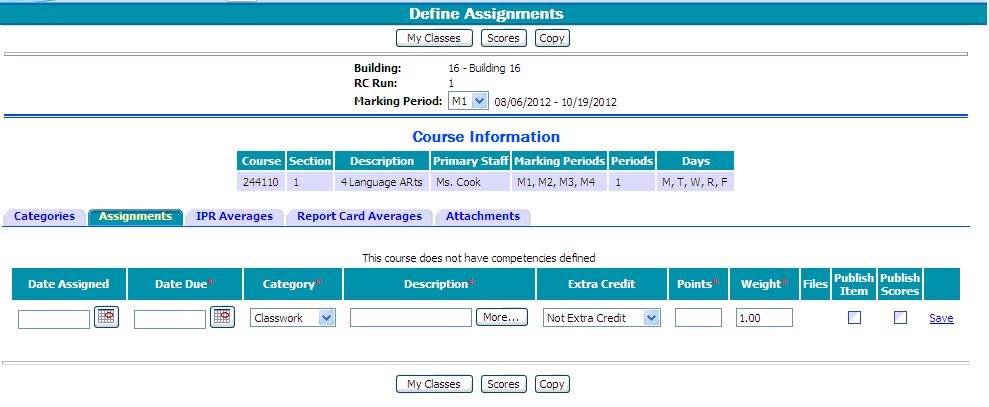 Define Assignments
My Classes Scores Copy
Building: 16 - Building 16
RC Run: 1
Marking Period: M1 08/06/2012 - 10/19/2012
Course Information
Course Section Description Primary Staff Marking Periods Periods Days
244110 1 4 Language ARts Ms. Cook M1, M2, M3, M4 1 M, T, W, R, F
Categories Assignments IPR Averages Report Card Averages Attachments
This course does not have competencies defined
Date Assigned Date Due* Category* Description* Extra Credit Points* Weight* Files Publish Item Publish Scores
Classwork More... Not Extra Credit 1.00 Save
My Classes Scores Copy